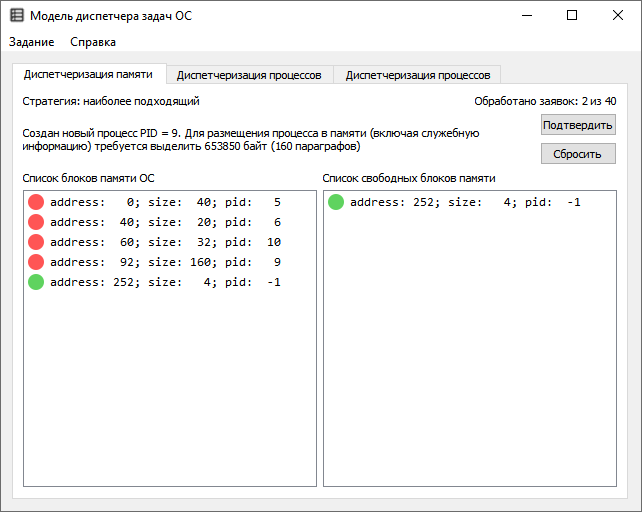 Модель диспетчера задач ОС
Задание Справка
Диспетчеризация памяти Диспетчеризация процессов Диспетчеризация процессов
Стратегия: наиболее подходящий Обработано заявок: 2 из 40
Подтвердить
Создан новый процесс PID = 9. Для размещения процесса в памяти (включая служебную
информацию) требуется выделить 653850 байт (160 параграфов)
Сбросить
Список блоков памяти ОС Список свободных блоков памяти
address: 0; size: 40; pid: 5 address: 252; size: 4; pid: -1
address: 40; size: 20; pid: 6
address: 60; size: 32; pid: 10
address: 92; size: 160; pid: 9
address: 252; size: 4; pid: -1